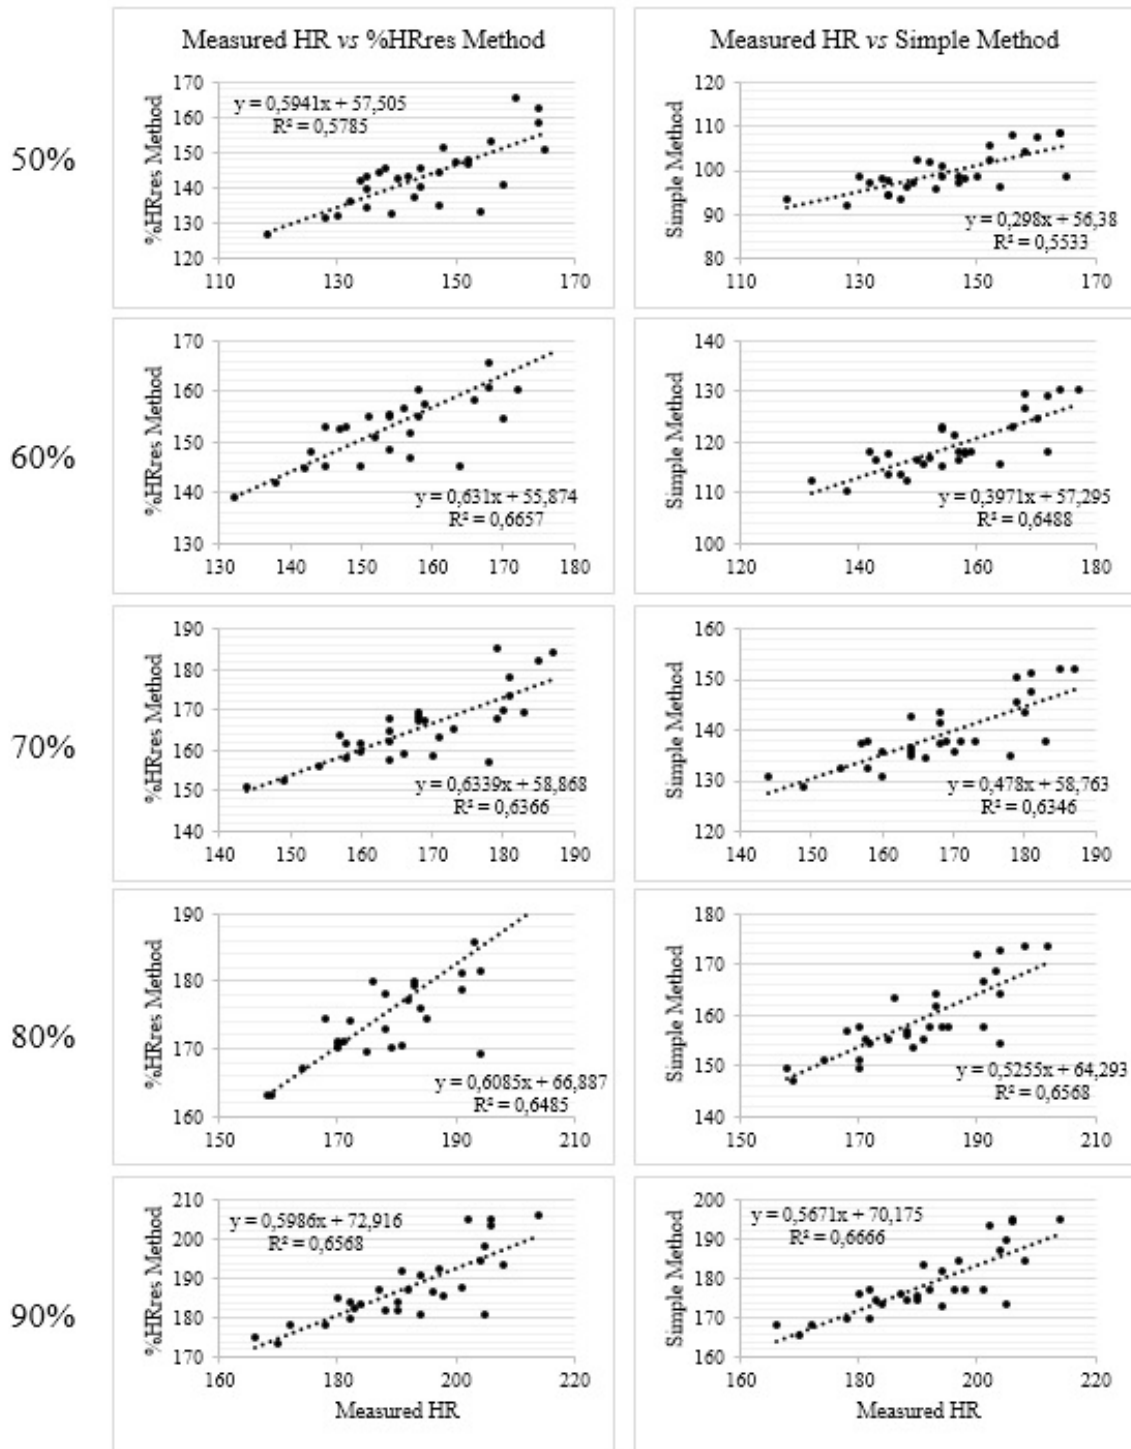 Measured HR vs %HRres Method
Measured HR vs Simple Method
50%
%HRres Method
170
160
150
140
130
120
y = 0,5941x + 57,505
R² = 0,5785
110 130 150 170
Simple Method
120
110
100
90
80
y = 0,298x + 56,38
R² = 0,5533
110 130 150 170
60%
%HRres Method
170
160
150
140
130
y = 0,631x + 55,874
R² = 0,6657
130 140 150 160 170 180
Simple Method
140
130
120
110
100
y = 0,3971x + 57,295
R² = 0,6488
120 140 160 180
70%
%HRres Method
190
180
170
160
150
140
y = 0,6339x + 58,868
R² = 0,6366
140 150 160 170 180 190
Simple Method
160
150
140
130
120
y = 0,478x + 58,763
R² = 0,6346
140 150 160 170 180 190
80%
%HRres Method
190
180
170
160
y = 0,6085x + 66,887
R² = 0,6485
150 170 190 210
Simple Method
180
170
160
150
140
y = 0,5255x + 64,293
R² = 0,6568
150 170 190 210
90%
%HRres Method
210
200
190
180
170
y = 0,5986x + 72,916
R² = 0,6568
160 180 200 220
Measured HR
Simple Method
200
190
180
170
160
y = 0,5671x + 70,175
R² = 0,6666
160 180 200 220
Measured HR